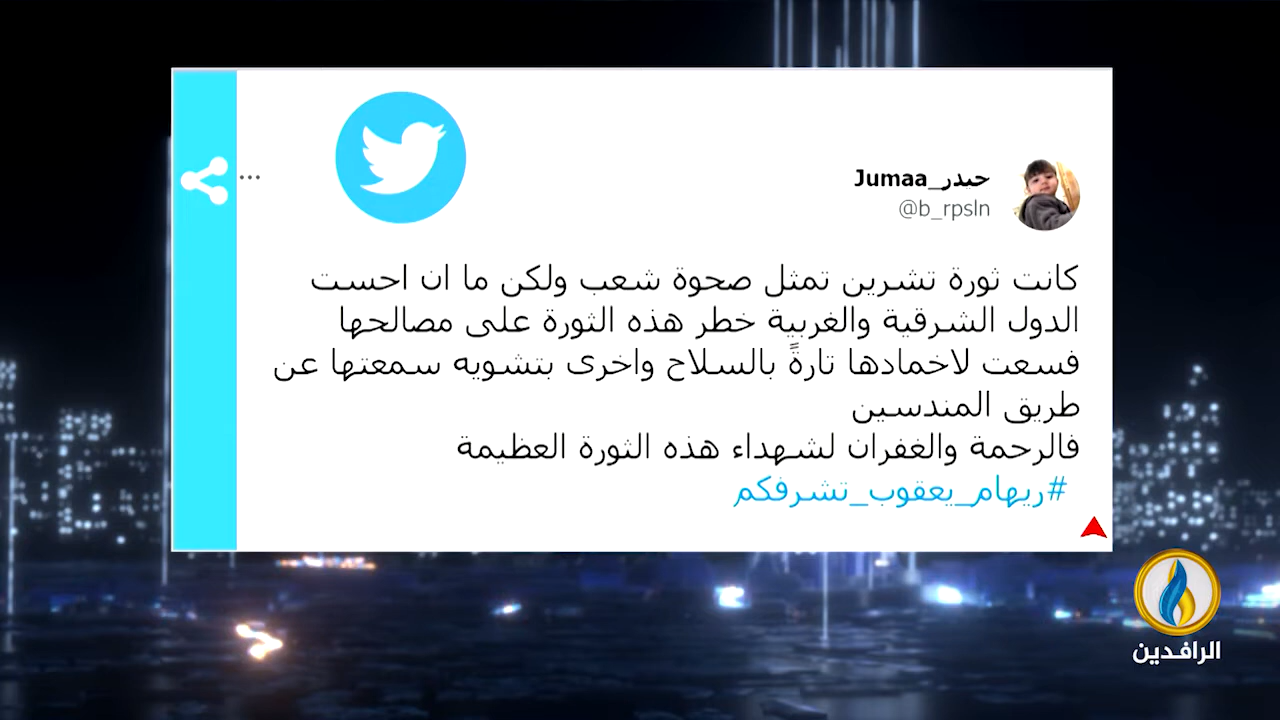 حيدر_Jumaa
@b_rpsln
...
كانت ثورة تشرين تمثل صحوة شعب ولكن ما ان احست
الدول الشرقية والغربية خطر هذه الثورة على مصالحها
فسعت لاخمادها تارةً بالسلاح واخرى بتشويه سمعتها عن
طريق المندسين
فالرحمة والغفران لشهداء هذه الثورة العظيمة
#ريهام_يعقوب_تشرفكم
الرافدين